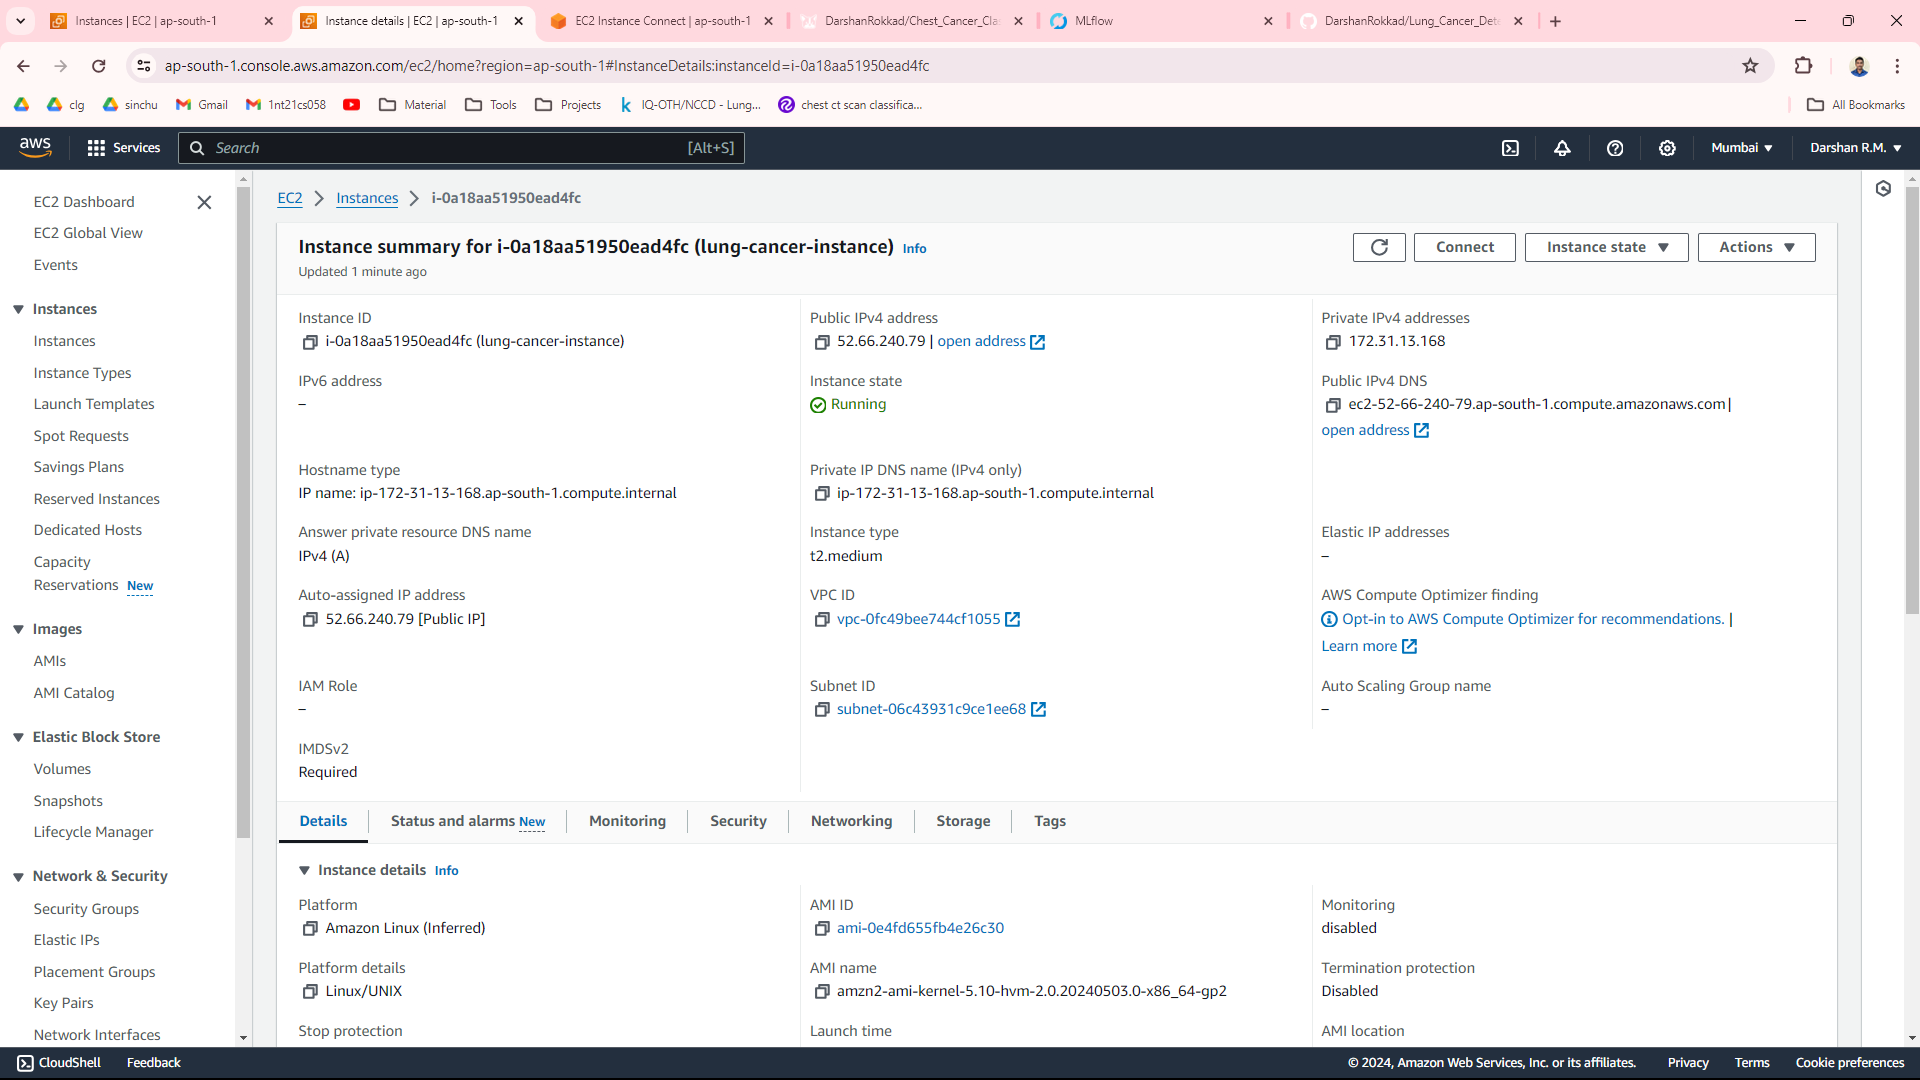 Instances | EC2 | ap-south-1
Instance details | EC2 | ap-south-1
EC2 Instance Connect | ap-south-1
DarshanRokkad/Chest_Cancer_Cla
MLflow
DarshanRokkad/Lung_Cancer_Dete
ap-south-1.console.aws.amazon.com/ec2/home?region=ap-south-1#InstanceDetails:instanceId=i-0a18aa51950ead4fc
clg
sinchu
Gmail
1nt21cs058
Material
Tools
Projects
IQ-OTH/NCCD - Lung...
chest ct scan classifica...
All Bookmarks
aws
Services
Search
[Alt+S]
Mumbai
Darshan R.M.
EC2 Dashboard
EC2 Global View
Events
Instances
Instances
Instance Types
Launch Templates
Spot Requests
Savings Plans
Reserved Instances
Dedicated Hosts
Capacity
Reservations New
Images
AMIs
AMI Catalog
Elastic Block Store
Volumes
Snapshots
Lifecycle Manager
Network & Security
Security Groups
Elastic IPs
Placement Groups
Key Pairs
Network Interfaces
EC2
Instances
i-0a18aa51950ead4fc
Instance summary for i-0a18aa51950ead4fc (lung-cancer-instance) Info
Updated 1 minute ago
Connect
Instance state
Actions
Instance ID
i-0a18aa51950ead4fc (lung-cancer-instance)
Public IPv4 address
52.66.240.79 | open address
Private IPv4 addresses
172.31.13.168
IPv6 address
–
Instance state
Running
Public IPv4 DNS
ec2-52-66-240-79.ap-south-1.compute.amazonaws.com |
open address
Hostname type
IP name: ip-172-31-13-168.ap-south-1.compute.internal
Private IP DNS name (IPv4 only)
ip-172-31-13-168.ap-south-1.compute.internal
Answer private resource DNS name
IPv4 (A)
Instance type
t2.medium
Elastic IP addresses
–
Auto-assigned IP address
52.66.240.79 [Public IP]
VPC ID
vpc-0fc49bee744cf1055
AWS Compute Optimizer finding
Opt-in to AWS Compute Optimizer for recommendations. |
Learn more
IAM Role
–
Subnet ID
subnet-06c43931c9ce1ee68
Auto Scaling Group name
–
IMDSv2
Required
Details
Status and alarms New
Monitoring
Security
Networking
Storage
Tags
Instance details Info
Platform
Amazon Linux (Inferred)
AMI ID
ami-0e4fd655fb4e26c30
Monitoring
disabled
Platform details
Linux/UNIX
AMI name
amzn2-ami-kernel-5.10-hvm-2.0.20240503.0-x86_64-gp2
Termination protection
Disabled
Stop protection
Launch time
AMI location
CloudShell
Feedback
© 2024, Amazon Web Services, Inc. or its affiliates.
Privacy
Terms
Cookie preferences